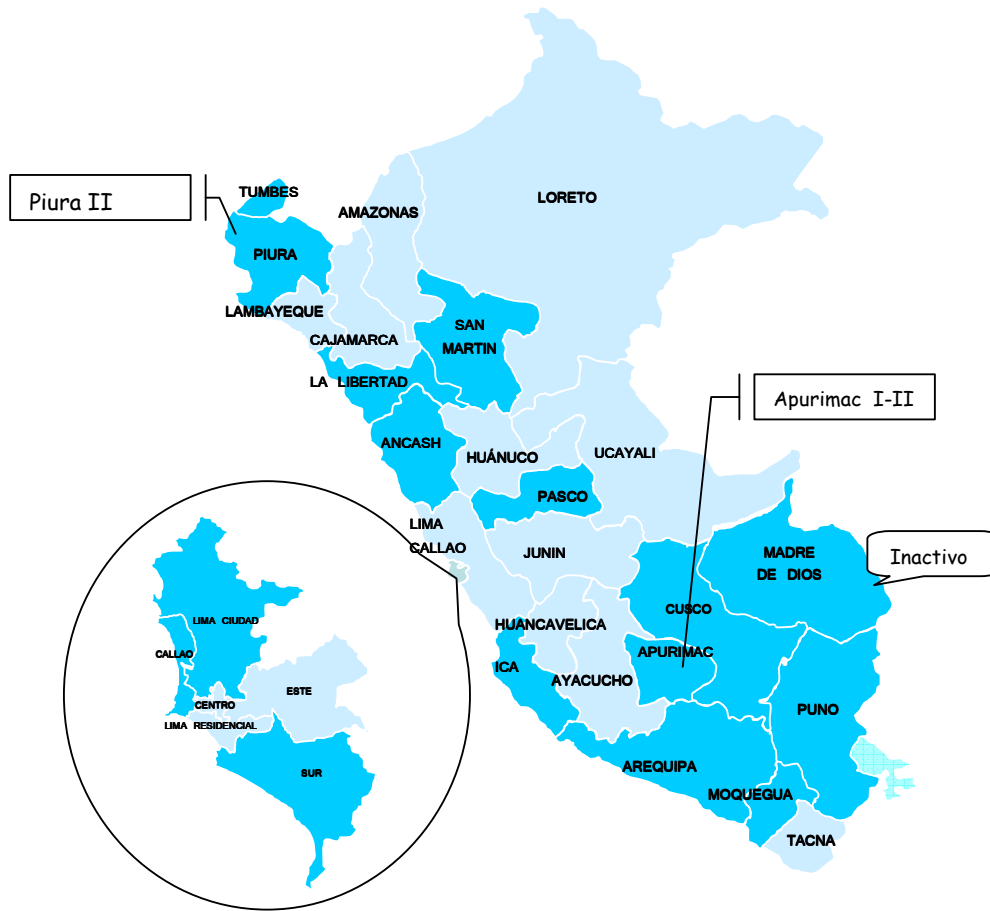 TUMBES
Piura II
LORETO
AMAZONAS
PIURA
LAMBAYEQUE
SAN
MARTIN
CAJAMARCA
LA LIBERTAD
Apurimac I-II
ANCASH
HUÁNUCO
UCAYALI
PASCO
LIMA
CALLAO
JUNIN
MADRE
DE DIOS
Inactivo
CUSCO
HUANCAVELICA
APURIMAC
ICA
AYACUCHO
PUNO
AREQUIPA
MOQUEGUA
TACNA
LIMA CIUDAD
CALLAO
ESTE
CENTRO
LIMA RESIDENCIAL
SUR